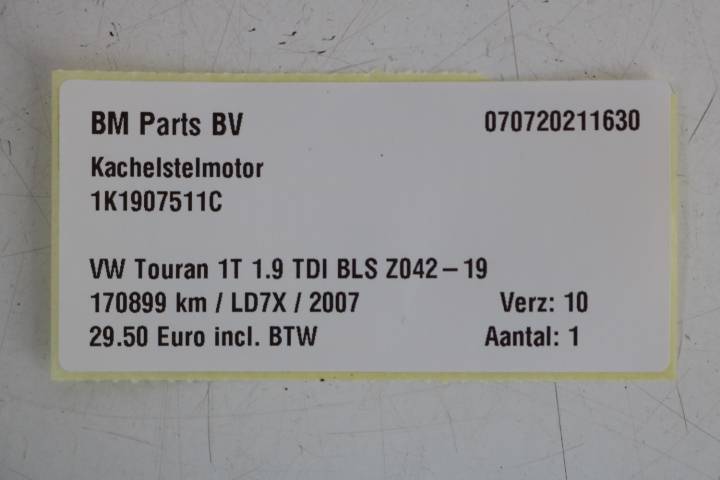 BM Parts BV 070720211630
Kachelstelmotor
1K1907511C
VW Touran 1T 1.9 TDI BLS Z042-19
170899 km / LD7X / 2007 Verz: 10
29.50 Euro incl. BTW Aantal: 1